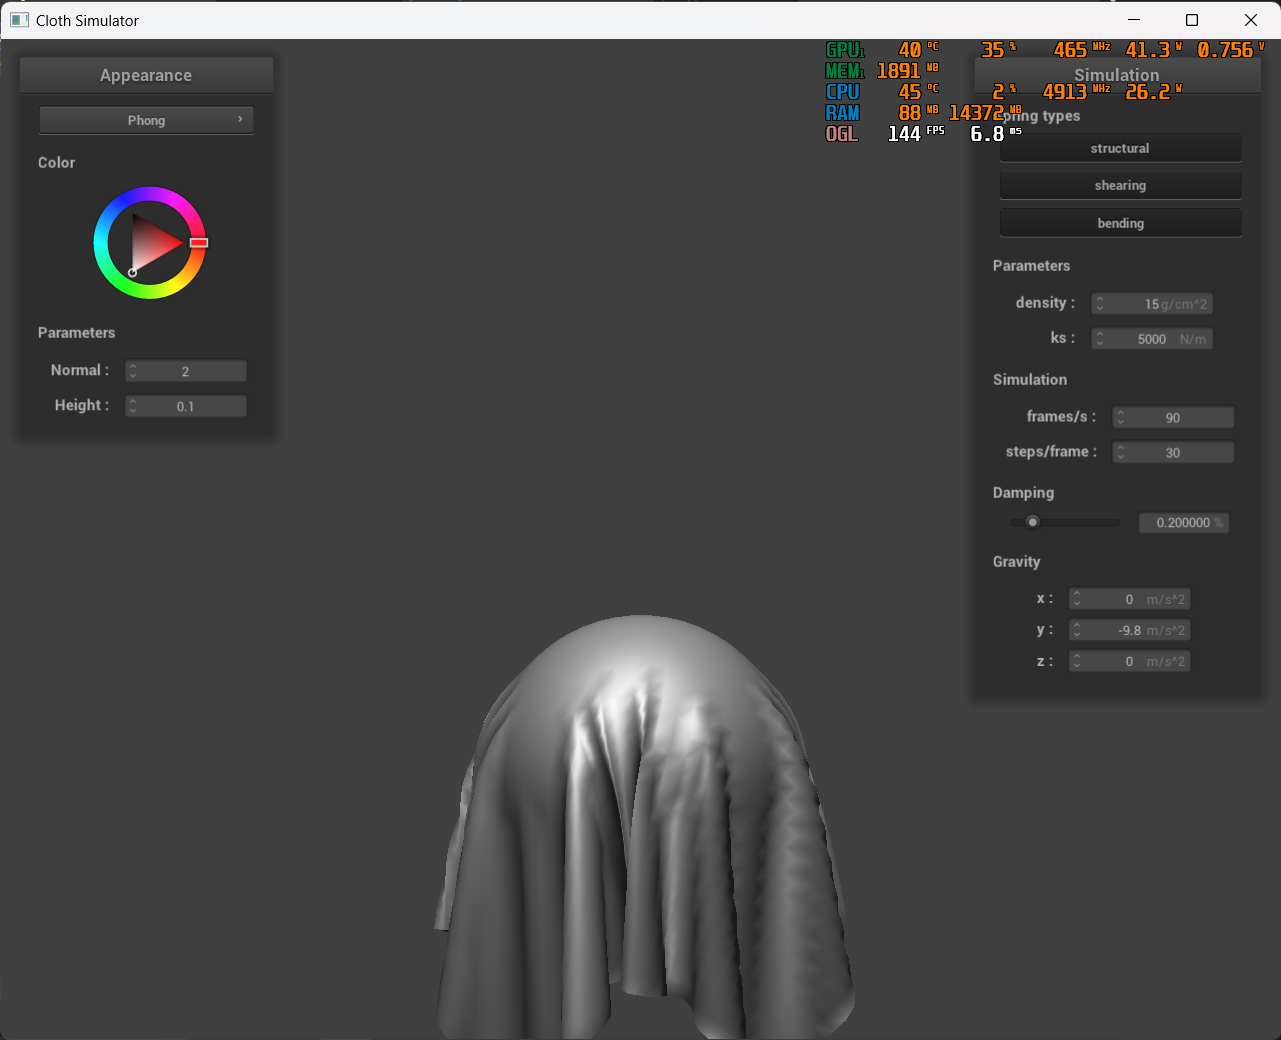 Cloth Simulator
GPU1 40 °C 35 % 465 MHz 41.3 W 0.756 V
MEM1 1891 MB
CPU 45 °C 2 % 4913 MHz 26.2 W
RAM 88 MB 14372 MB
OGL 144 FPS 6.8 ms
Appearance
Phong
Color
Parameters
Normal : 2
Height : 0.1
Simulation
types
structural
shearing
bending
Parameters
density : 15 g/cm^2
ks : 5000 N/m
Simulation
frames/s : 90
steps/frame : 30
Damping
0.200000 %
Gravity
x : 0 m/s^2
y : -9.8 m/s^2
z : 0 m/s^2